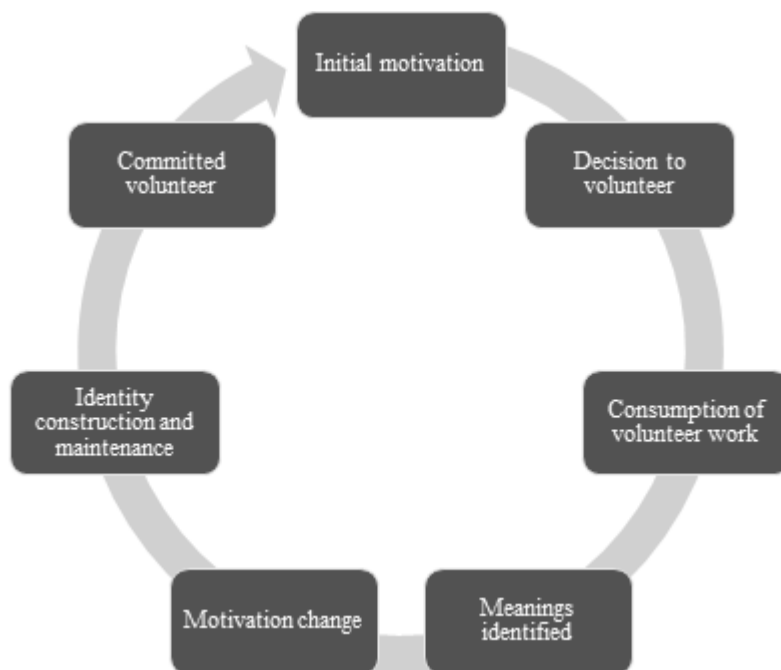 Initial motivation
Decision to
volunteer
Consumption of
volunteer work
Meanings
identified
Motivation change
Identity
construction and
maintenance
Committed
volunteer